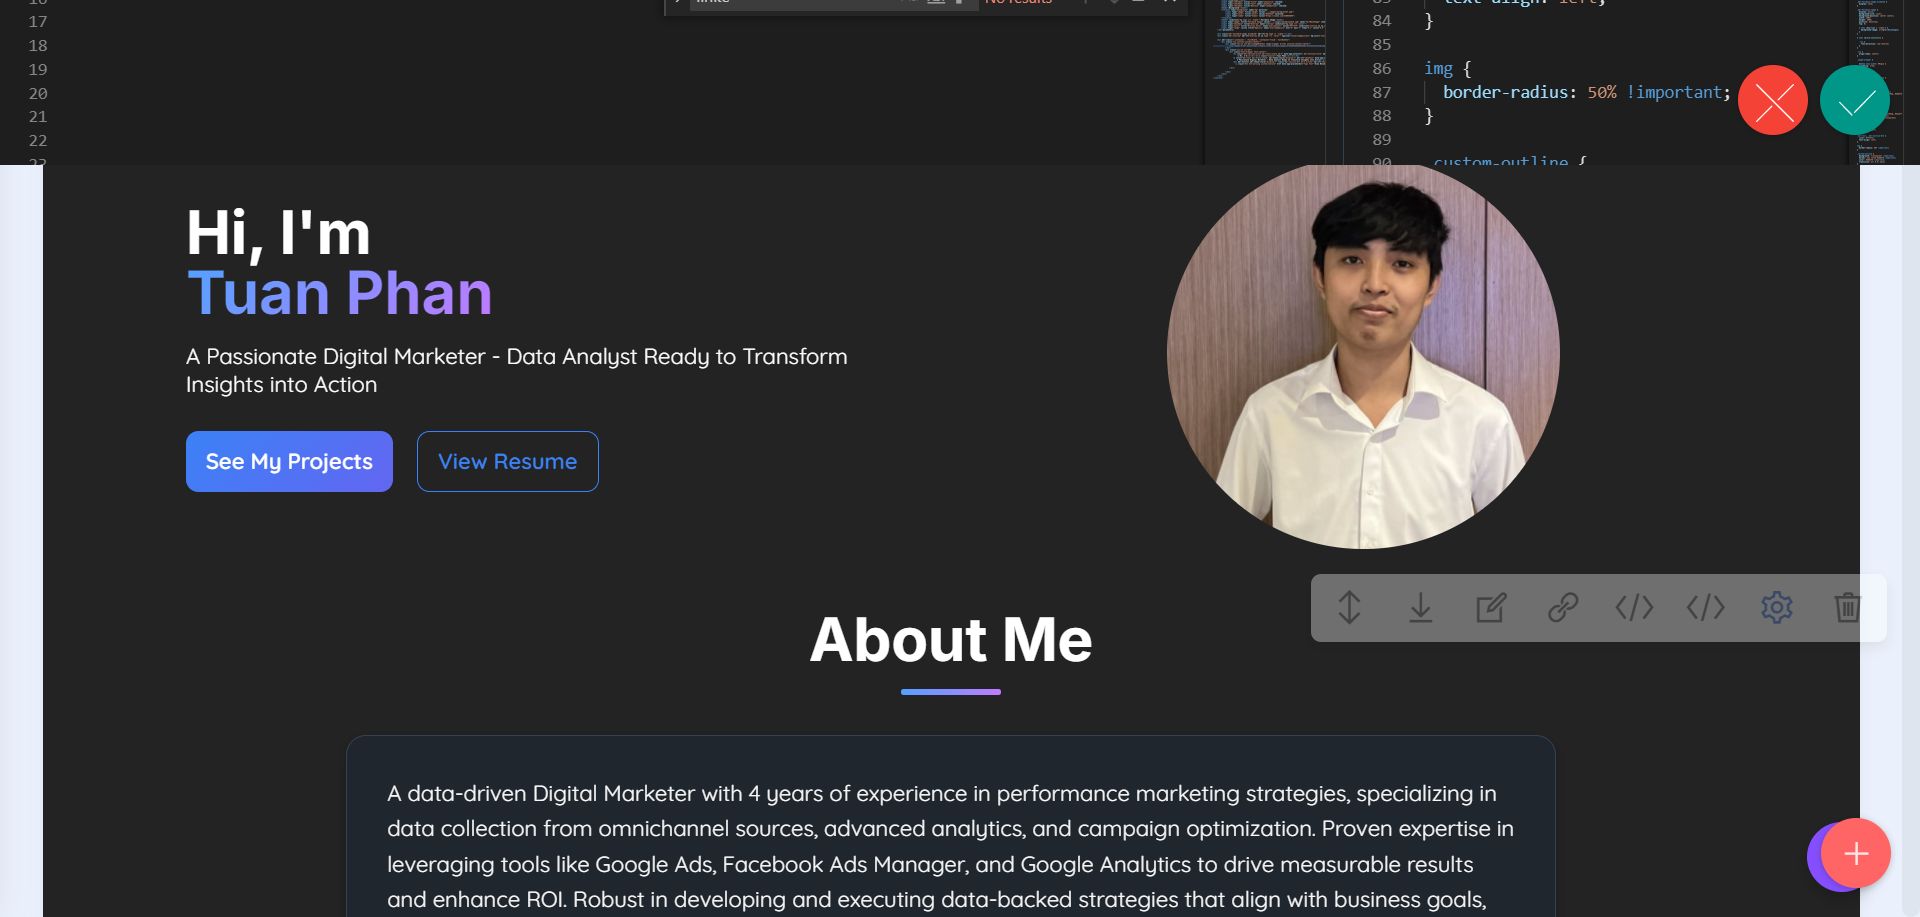 17
18
19
20
21
22
No results
text-align: left;
84 }
85
86 img {
87 border-radius: 50% !important;
88 }
89
90 custom-outline {
Hi, I'm
Tuan Phan
A Passionate Digital Marketer - Data Analyst Ready to Transform
Insights into Action
See My Projects View Resume
About Me
A data-driven Digital Marketer with 4 years of experience in performance marketing strategies, specializing in
data collection from omnichannel sources, advanced analytics, and campaign optimization. Proven expertise in
leveraging tools like Google Ads, Facebook Ads Manager, and Google Analytics to drive measurable results
and enhance ROI. Robust in developing and executing data-backed strategies that align with business goals,